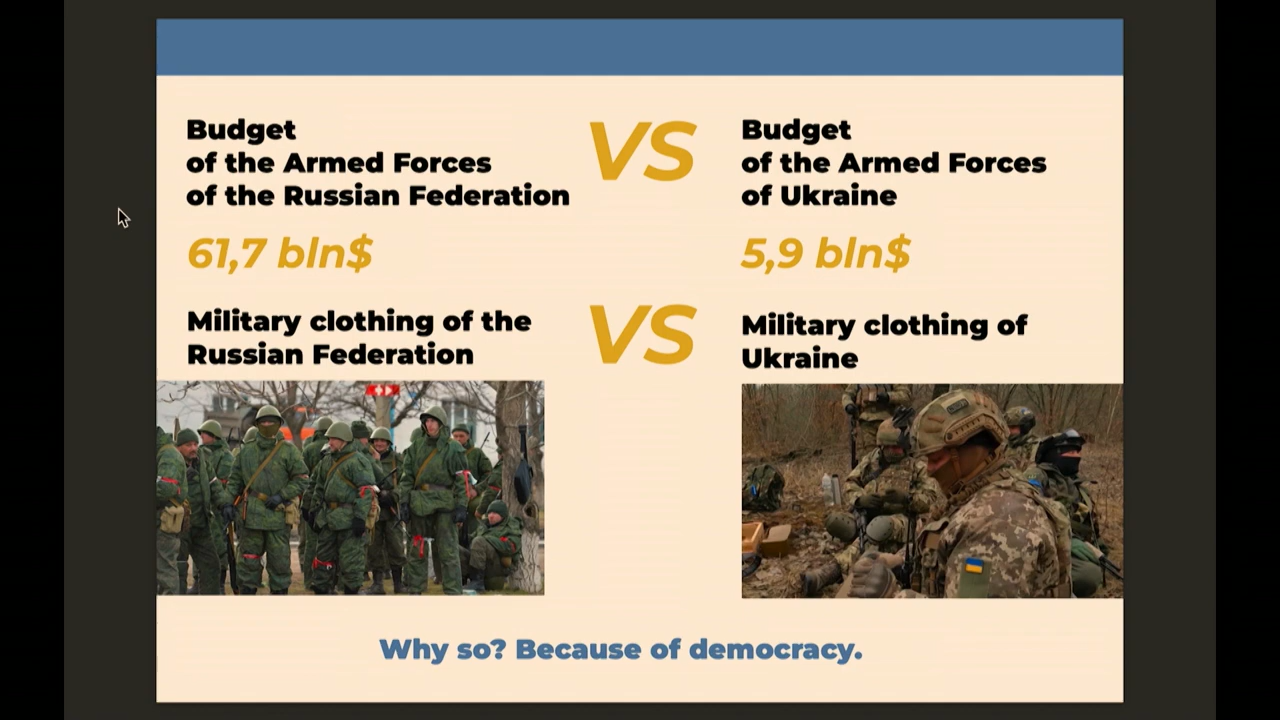 Budget
of the Armed Forces
of the Russian Federation
61,7 bln$
VS
Budget
of the Armed Forces
of Ukraine
5,9 bln$
Military clothing of the
Russian Federation
VS
Military clothing of
Ukraine
Why so? Because of democracy.